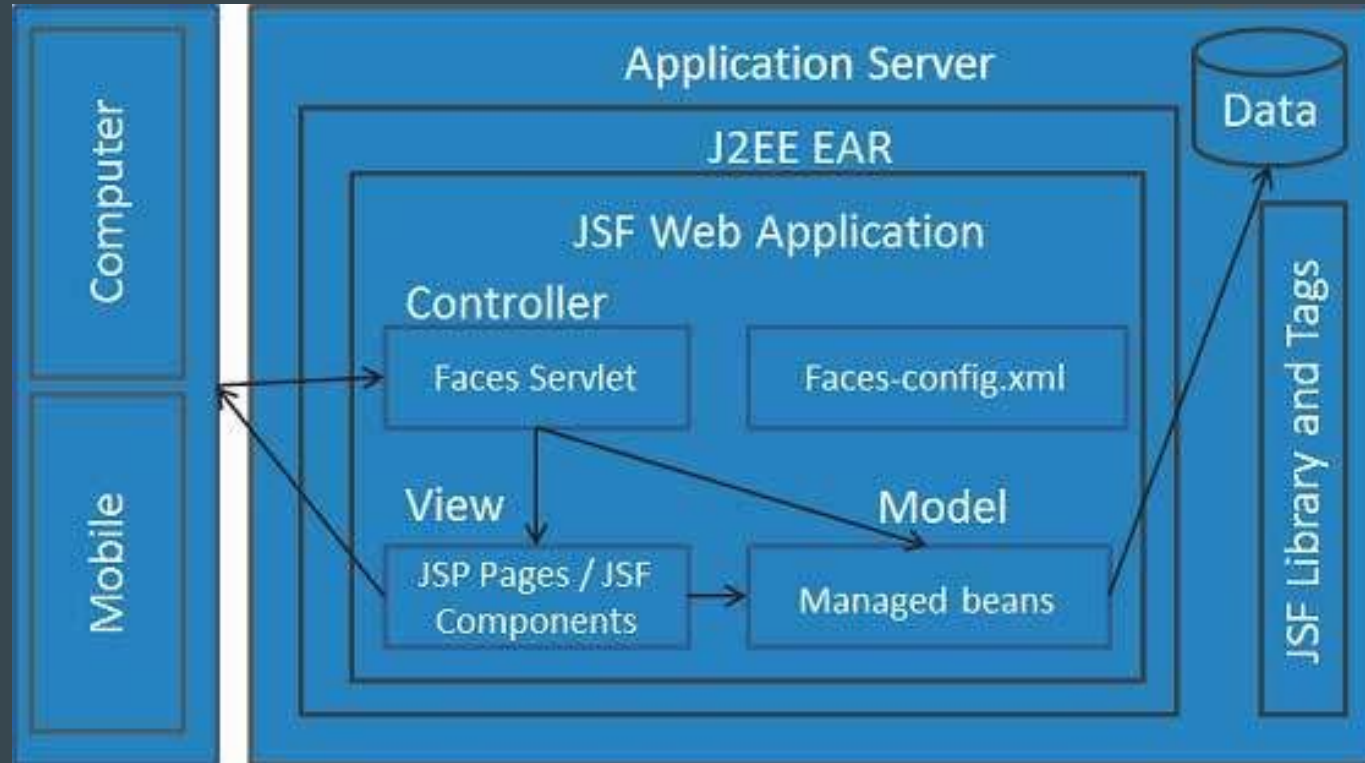 Computer
Mobile
Application Server
Data
J2EE EAR
JSF Web Application
Controller
Faces Servlet
Faces-config.xml
View
Model
JSP Pages / JSF
Components
Managed beans
JSF Library and Tags